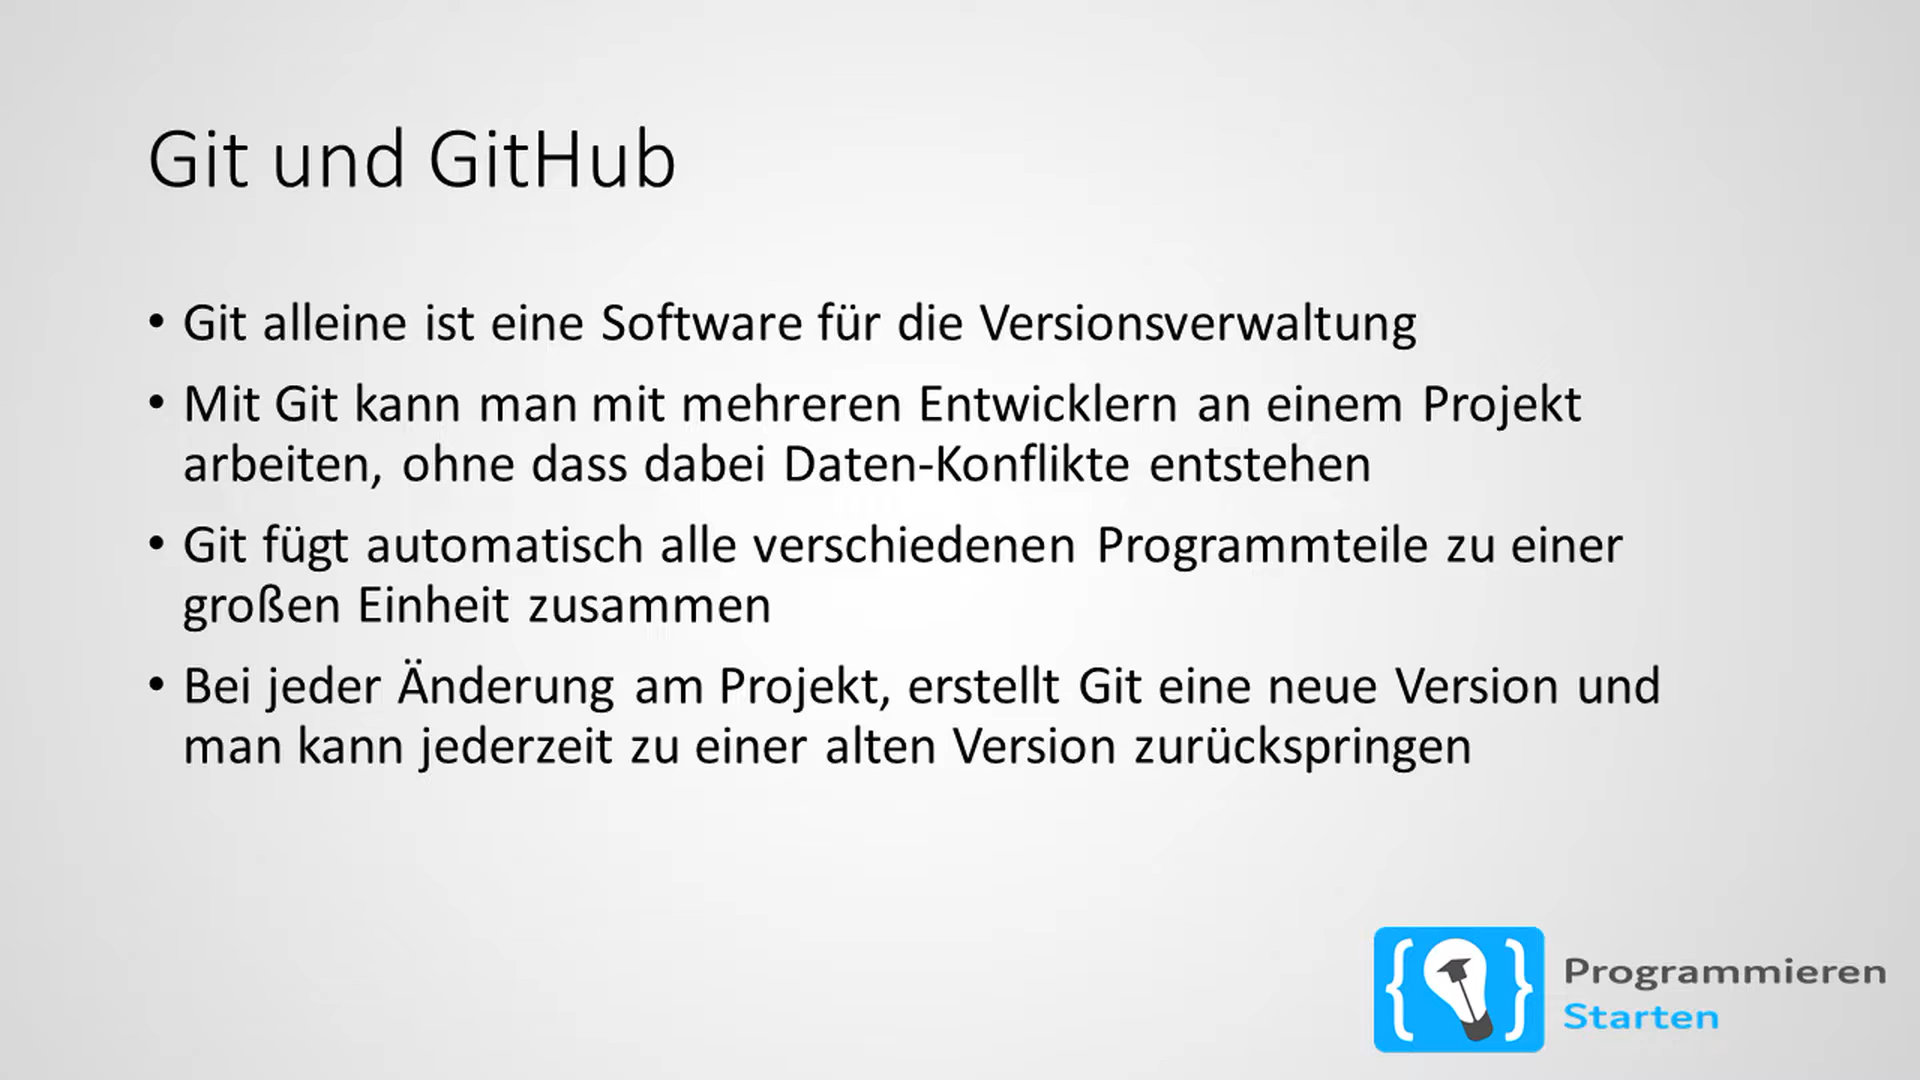 Git und GitHub
• Git alleine ist eine Software für die Versionsverwaltung
• Mit Git kann man mit mehreren Entwicklern an einem Projekt
arbeiten, ohne dass dabei Daten-Konflikte entstehen
• Git fügt automatisch alle verschiedenen Programmteile zu einer
großen Einheit zusammen
• Bei jeder Änderung am Projekt, erstellt Git eine neue Version und
man kann jederzeit zu einer alten Version zurückspringen
Programmieren
Starten